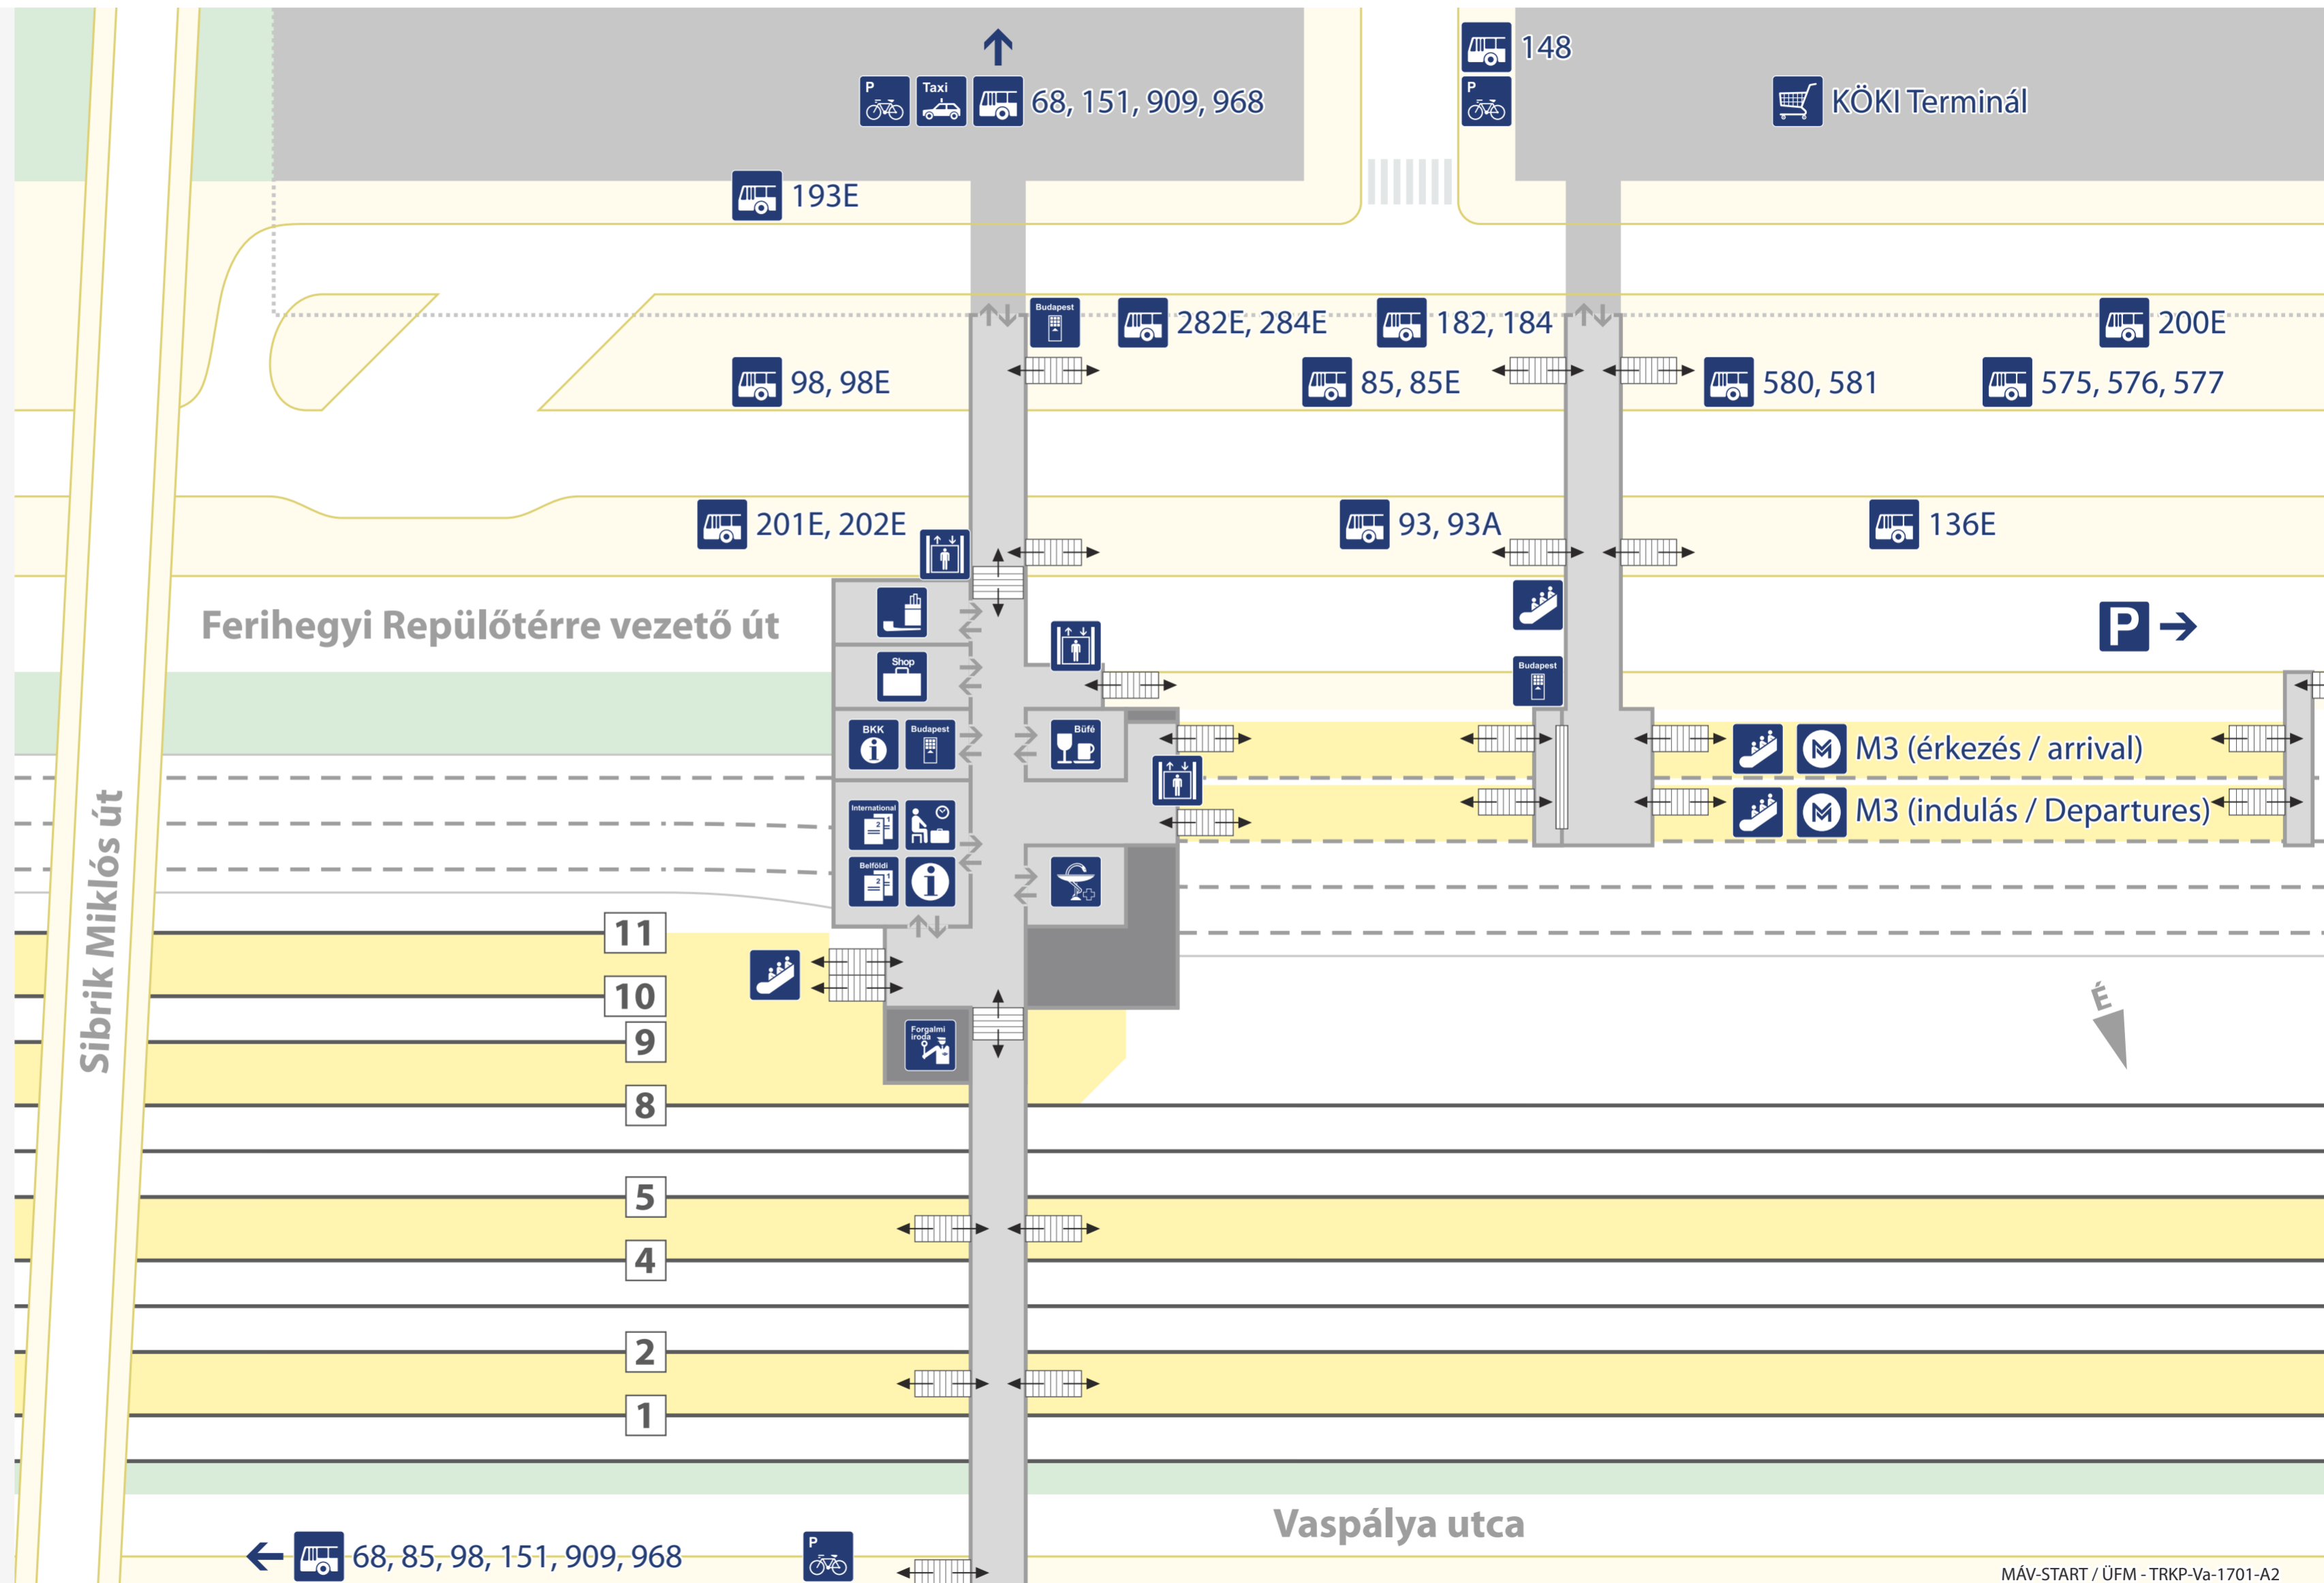 148
P
Taxi
68, 151, 909, 968
P
KÖKI Terminál
193E
Budapest
282E, 284E
182, 184
200E
98, 98E
85, 85E
580, 581
575, 576, 577
201E, 202E
93, 93A
136E
Ferihegyi Repülőtérre vezető út
P
Shop
Budapest
BKK
Budapest
Büfé
M3 (érkezés / arrival)
International
M3 (indulás / Departures)
Belföldi
Sibrik Miklós út
11
10
9
Forgalmi
iroda
É
8
5
4
2
1
Vaspálya utca
68, 85, 98, 151, 909, 968
P
MÁV-START / ÜFM - TRKP-Va-1701-A2